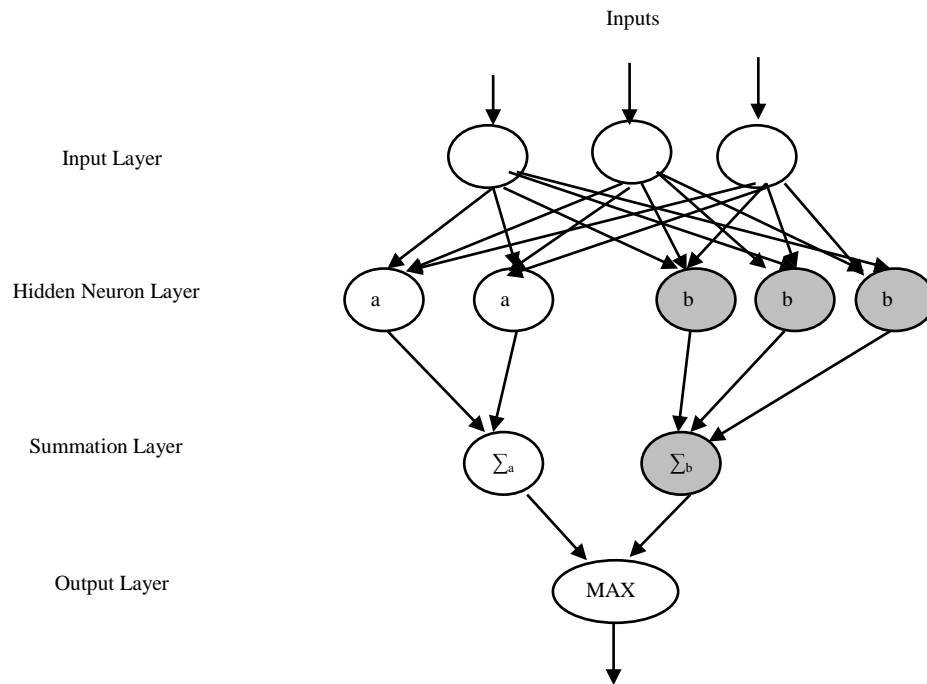 Inputs
Input Layer
Hidden Neuron Layer
a a b b b
Summation Layer
∑a ∑b
Output Layer
MAX